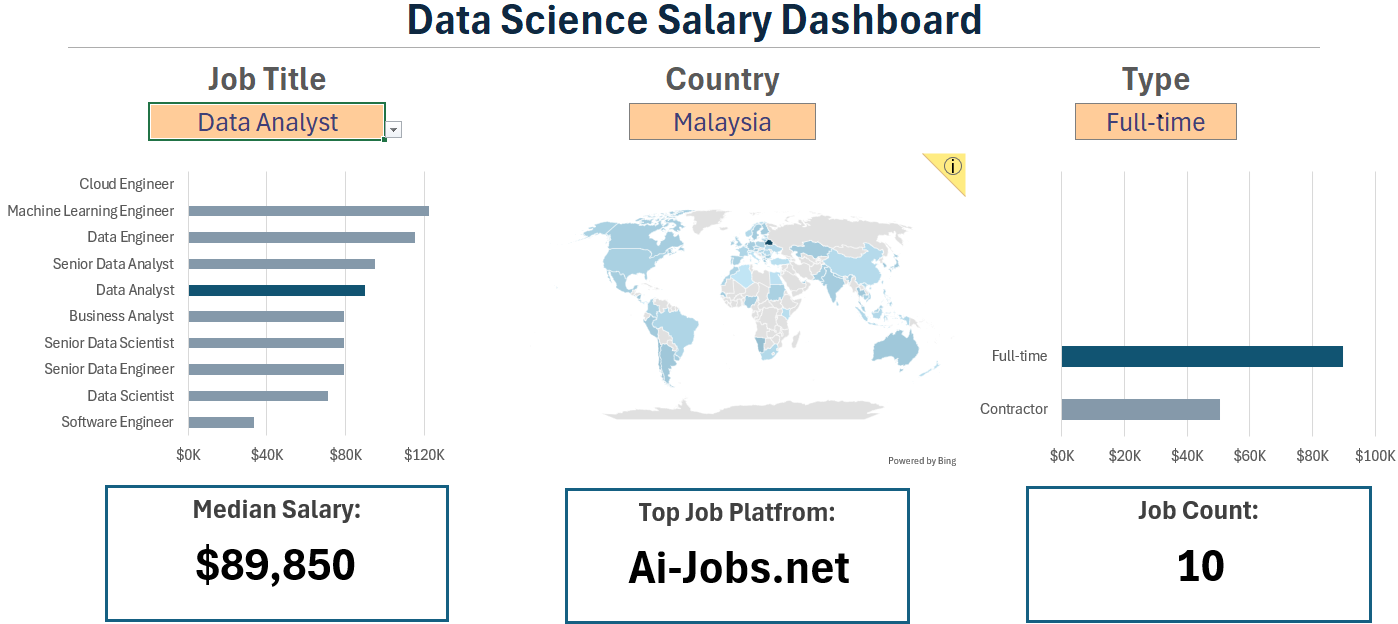 Data Science Salary Dashboard
Job Title
Country
Type
Data Analyst
Malaysia
Full-time
Cloud Engineer
Machine Learning Engineer
Data Engineer
Senior Data Analyst
Data Analyst
Business Analyst
Senior Data Scientist
Senior Data Engineer
Data Scientist
Software Engineer
$0K $40K $80K $120K
Powered by Bing
Full-time
Contractor
$0K $20K $40K $60K $80K $100K
Median Salary:
$89,850
Top Job Platfrom:
Ai-Jobs.net
Job Count:
10